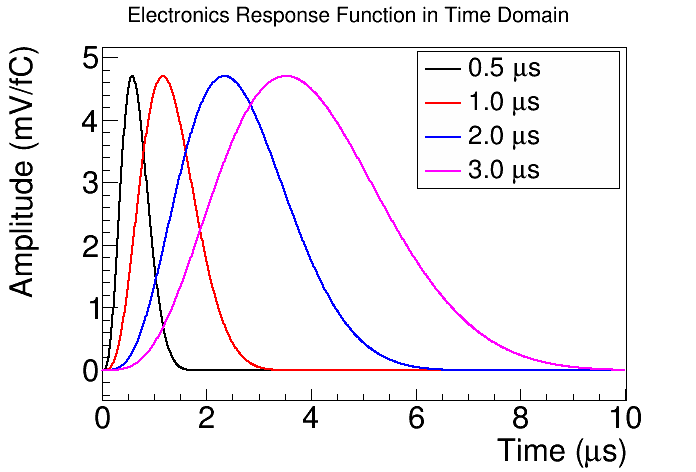 Electronics Response Function in Time Domain
Amplitude (mV/fC)
5
4
3
2
1
0
0.5 μs
1.0 μs
2.0 μs
3.0 μs
0 2 4 6 8 10
Time (μs)